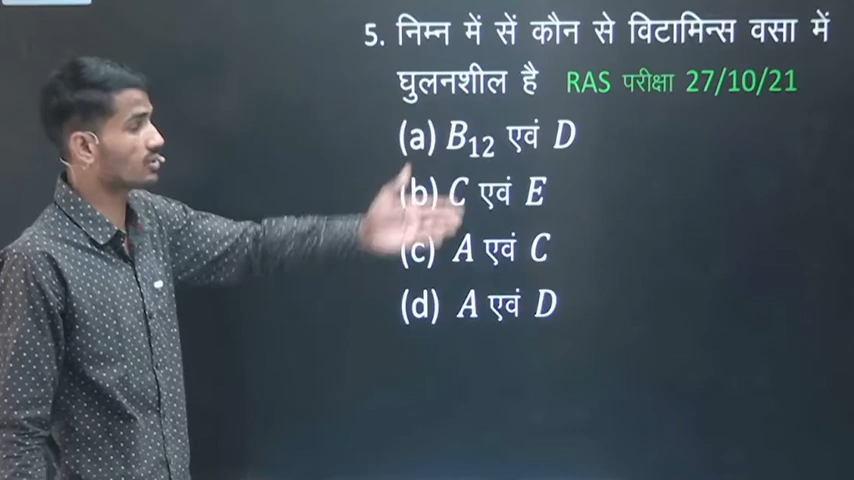 5. निम्न में सें कौन से विटामिन्स वसा में
घुलनशील है RAS परीक्षा 27/10/21
(a) B₁₂ एवं D
(b) C एवं E
(c) A एवं C
(d) A एवं D